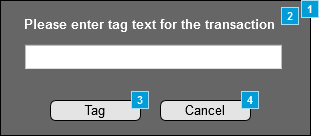 1
Please enter tag text for the transaction 2
Tag 3
Cancel 4